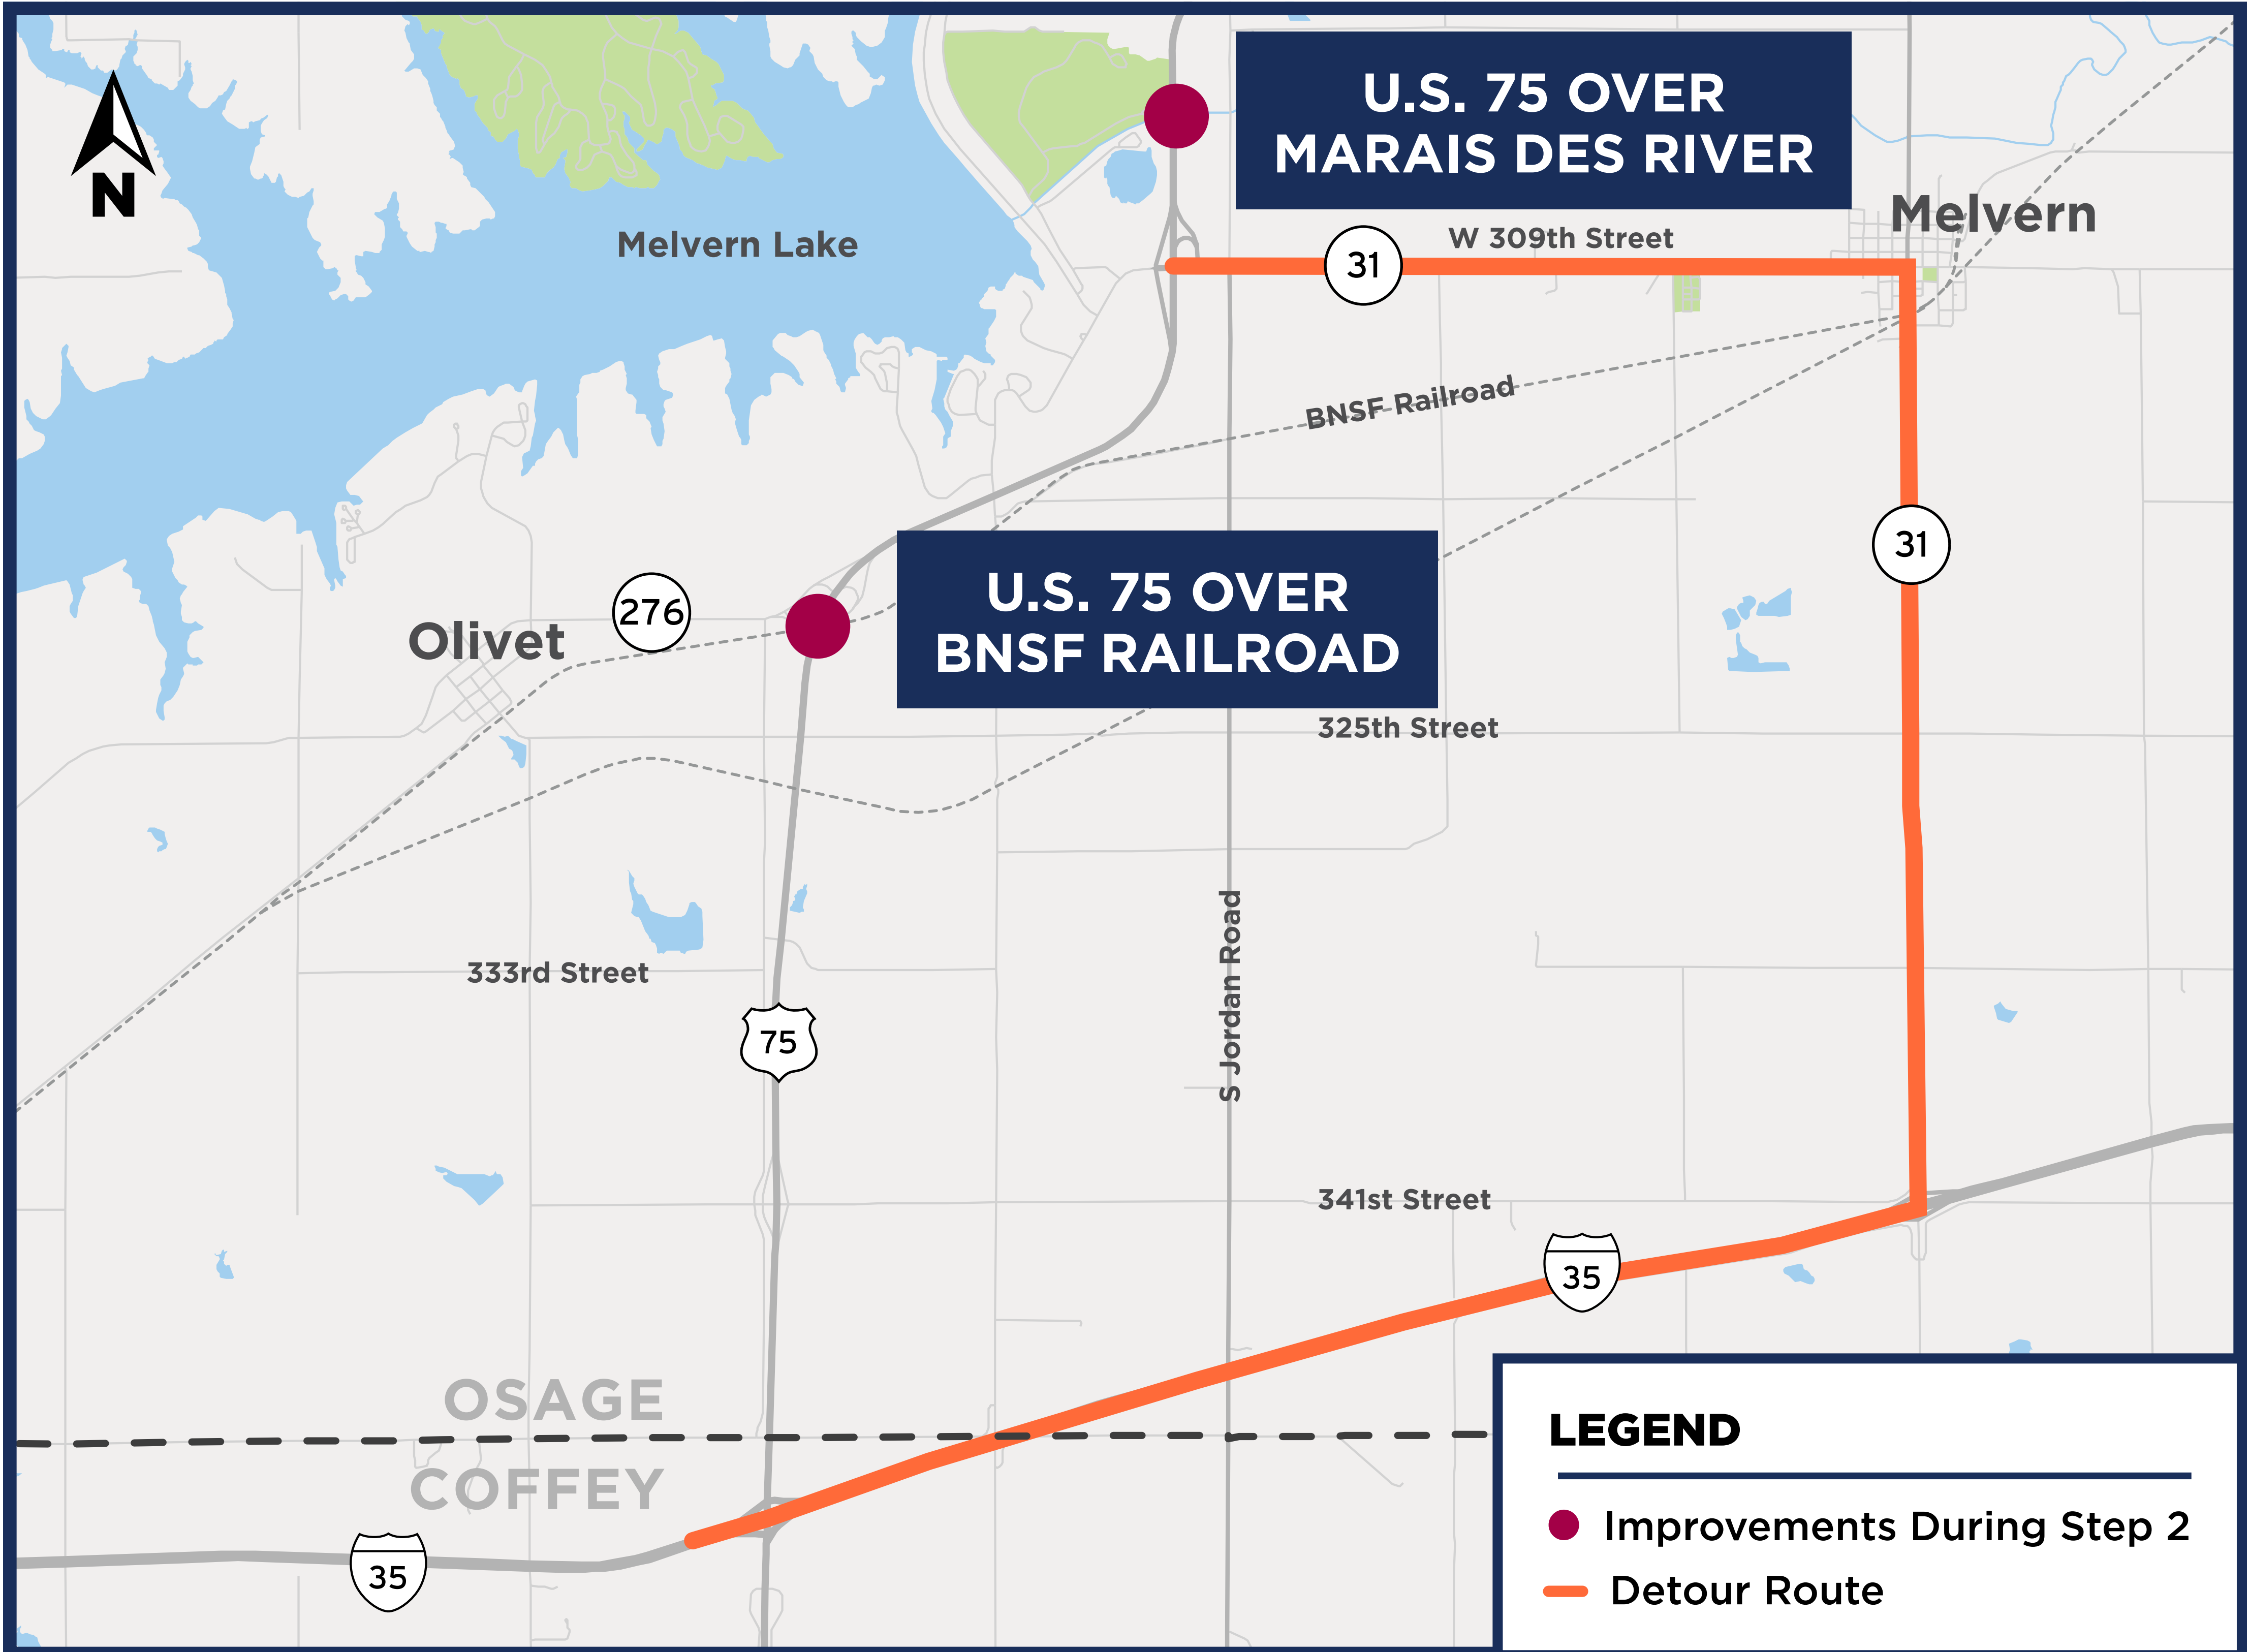 U.S. 75 OVER
MARAIS DES RIVER
N
Melvern
Melvern Lake
W 309th Street
31
BNSF Railroad
31
276
Olivet
U.S. 75 OVER
BNSF RAILROAD
325th Street
S Jordan Road
333rd Street
75
341st Street
35
OSAGE
COFFEY
35
LEGEND
Improvements During Step 2
Detour Route